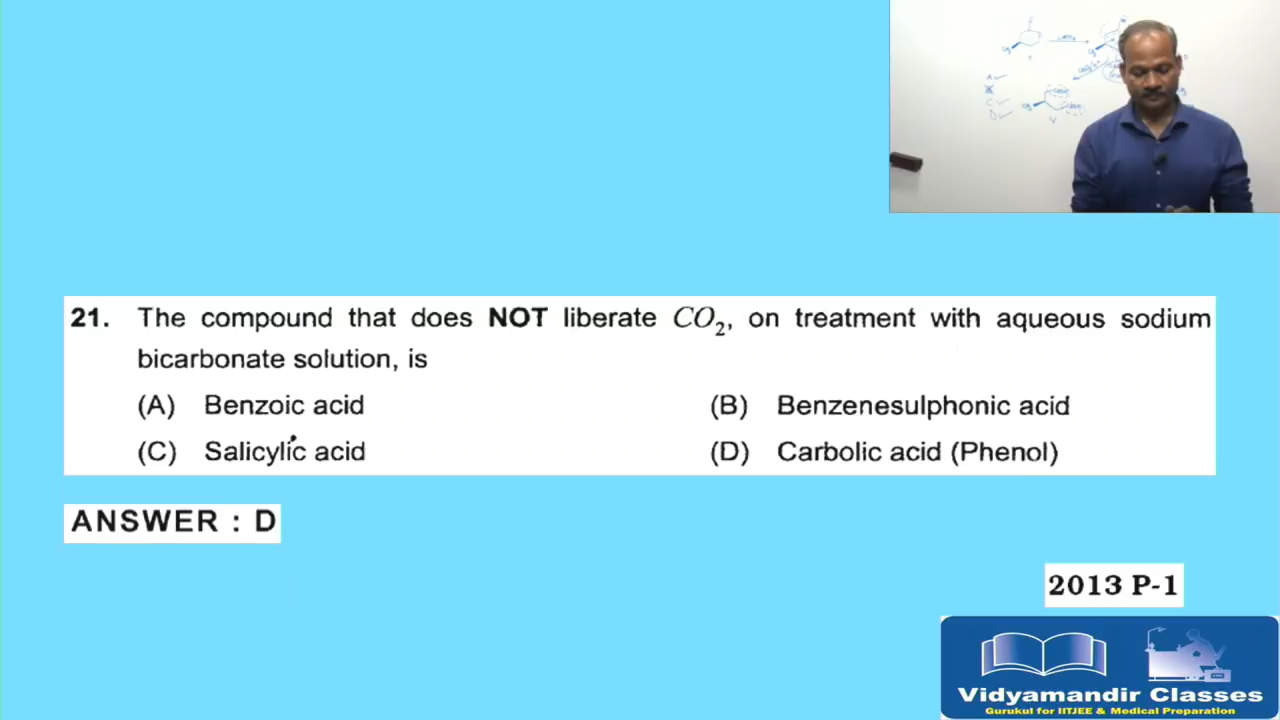 21. The compound that does NOT liberate CO₂, on treatment with aqueous sodium
bicarbonate solution, is
(A) Benzoic acid (B) Benzenesulphonic acid
(C) Salicylic acid (D) Carbolic acid (Phenol)
ANSWER : D
2013 P-1
Vidyamandir Classes
Gurukul for IITJEE & Medical Preparation